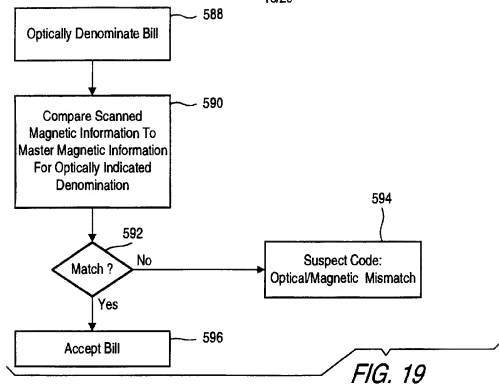 588
Optically Denominate Bill
590
Compare Scanned
Magnetic Information To
Master Magnetic Information
For Optically Indicated
Denomination
592
Match ?
No
Yes
594
Suspect Code:
Optical/Magnetic Mismatch
596
Accept Bill
FIG. 19